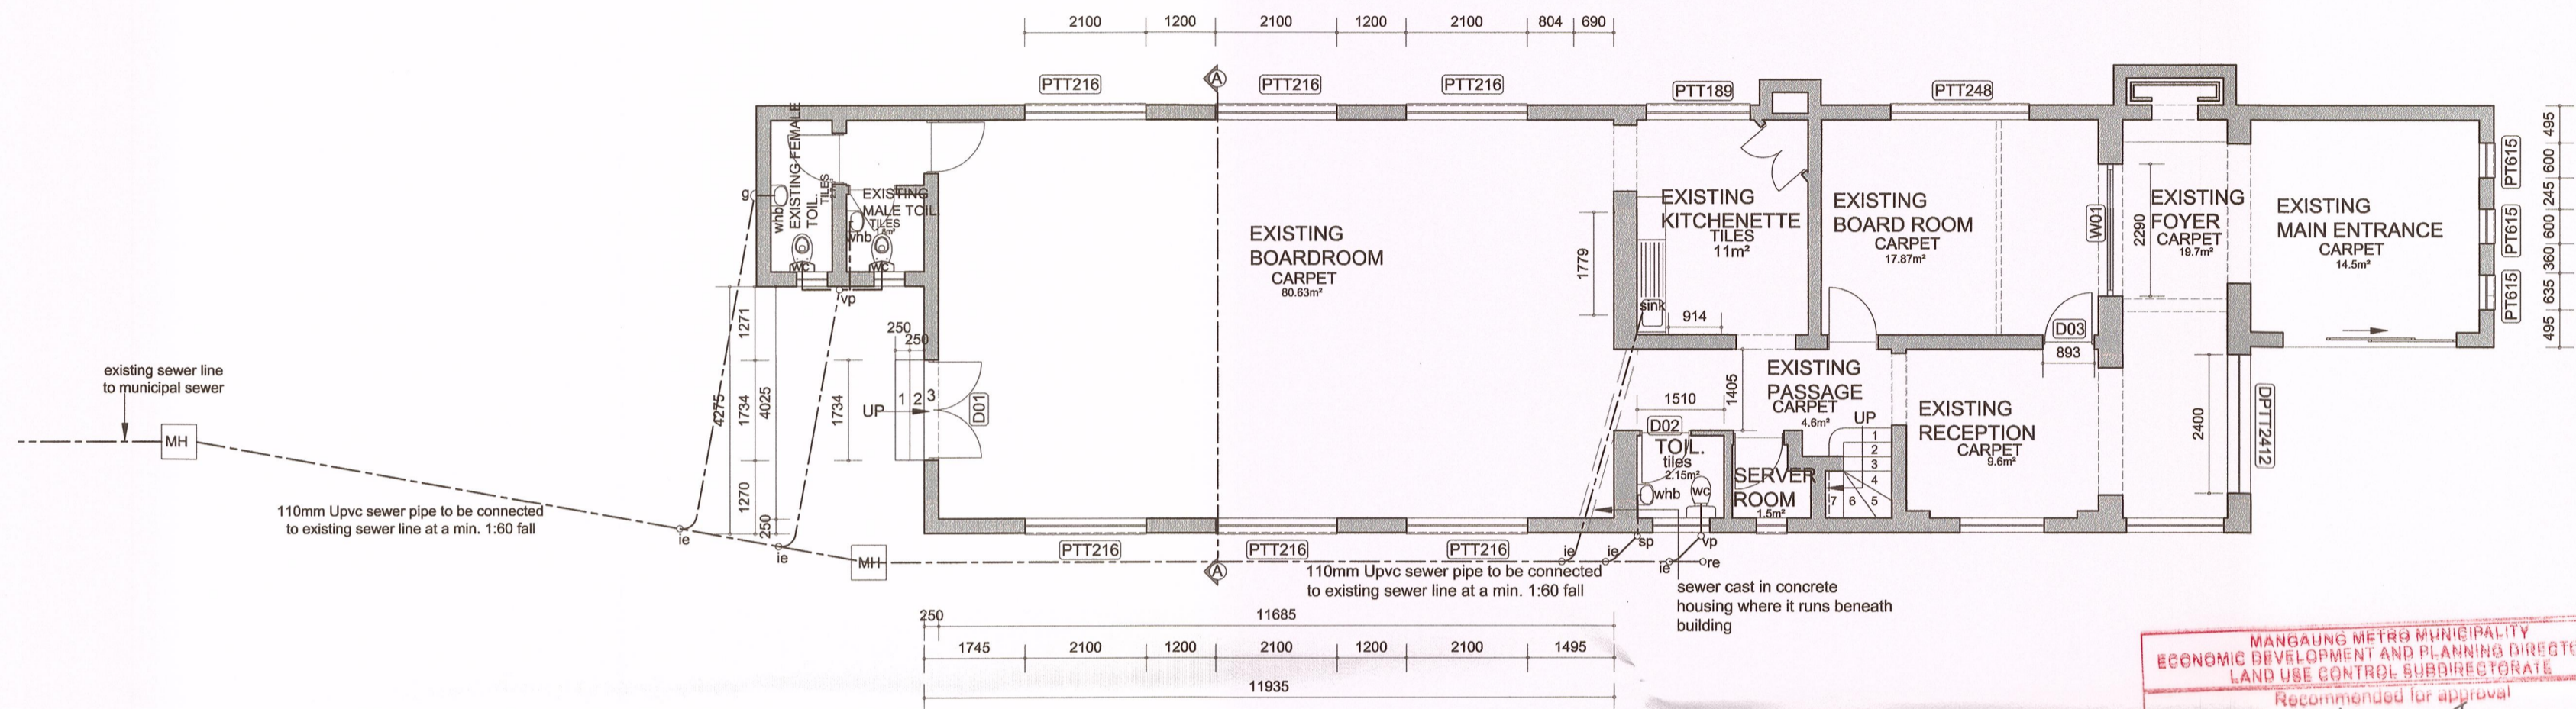 2100 1200 2100 1200 2100 804 690
A
PTT216 PTT216 PTT216 PTT189 PTT248
EXISTING FEMALE
TOIL.
TILES
whb
wc
g
EXISTING
MALE TOIL.
TILES
whb
wc
vp
EXISTING
BOARDROOM
CARPET
80.63m²
1779
EXISTING
KITCHENETTE
TILES
11m²
sink
914
EXISTING
BOARD ROOM
CARPET
17.87m²
W01
2290
EXISTING
FOYER
CARPET
19.7m²
EXISTING
MAIN ENTRANCE
CARPET
14.5m²
PT615
PT615
PT615
495
600
245
600
360
635
495
D03
893
EXISTING
PASSAGE
CARPET
4.6m²
1405
1510
UP
1
2
3
4
5
6
7
EXISTING
RECEPTION
CARPET
9.6m²
2400
DPTT2412
D02
TOIL.
tiles
2.15m²
whb
wc
SERVER
ROOM
1.5m²
250
250
1271
4275
1734
4025
1734
1270
250
UP
1 2 3
D01
existing sewer line
to municipal sewer
MH
110mm Upvc sewer pipe to be connected
to existing sewer line at a min. 1:60 fall
ie
ie
MH
PTT216 PTT216 PTT216
A
ie ie sp vp
ie re
110mm Upvc sewer pipe to be connected
to existing sewer line at a min. 1:60 fall
sewer cast in concrete
housing where it runs beneath
building
250 11685
1745 2100 1200 2100 1200 2100 1495
11935
MANGAUNG METRO MUNICIPALITY
ECONOMIC DEVELOPMENT AND PLANNING DIRECTO
LAND USE CONTROL SUBDIRECTORATE
Recommended for approval